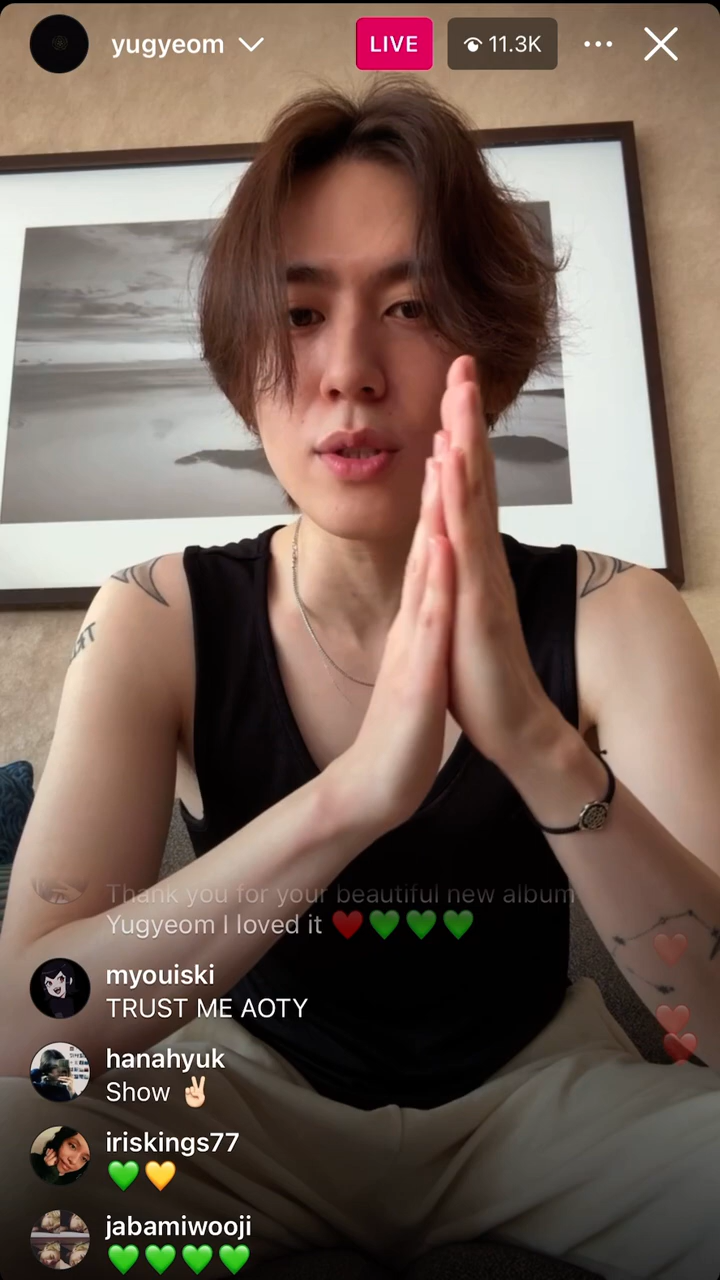 yugyeom
LIVE
11.3K
Thank you for your beautiful new album
Yugyeom I loved it ❤️💚💚💚
myouiski
TRUST ME AOTY
hanahyuk
Show ✌🏻
iriskings77
💚💛
jabamiwooji
💚💚💚💚